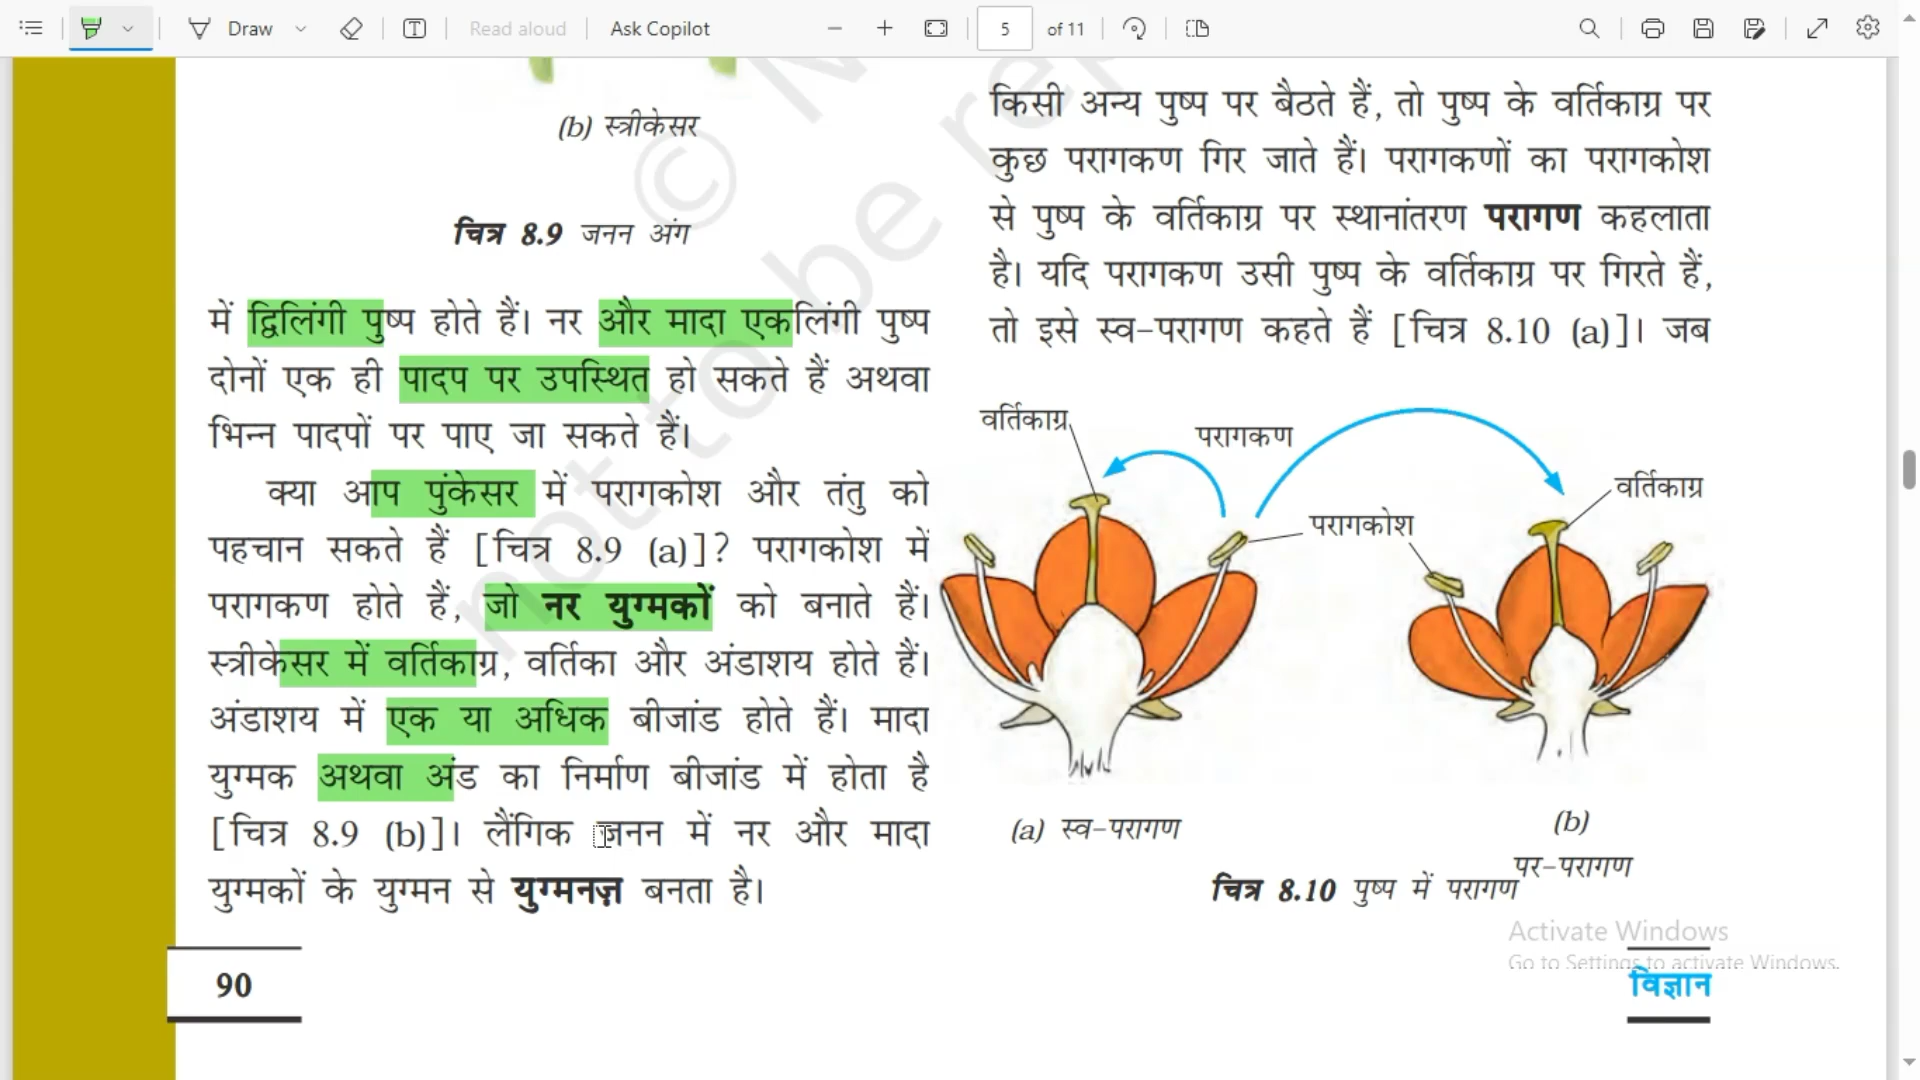 Draw
Read aloud
Ask Copilot
5 of 11
(b) स्त्रीकेसर
चित्र 8.9 जनन अंग
में द्विलिंगी पुष्प होते हैं। नर और मादा एकलिंगी पुष्प
दोनों एक ही पादप पर उपस्थित हो सकते हैं अथवा
भिन्न पादपों पर पाए जा सकते हैं।
क्या आप पुंकेसर में परागकोश और तंतु को
पहचान सकते हैं [चित्र 8.9 (a)]? परागकोश में
परागकण होते हैं, जो नर युग्मकों को बनाते हैं।
स्त्रीकेसर में वर्तिकाग्र, वर्तिका और अंडाशय होते हैं।
अंडाशय में एक या अधिक बीजांड होते हैं। मादा
युग्मक अथवा अंड का निर्माण बीजांड में होता है
[चित्र 8.9 (b)]। लैंगिक जनन में नर और मादा
युग्मकों के युग्मन से युग्मनज़ बनता है।
90
किसी अन्य पुष्प पर बैठते हैं, तो पुष्प के वर्तिकाग्र पर
कुछ परागकण गिर जाते हैं। परागकणों का परागकोश
से पुष्प के वर्तिकाग्र पर स्थानांतरण परागण कहलाता
है। यदि परागकण उसी पुष्प के वर्तिकाग्र पर गिरते हैं,
तो इसे स्व-परागण कहते हैं [चित्र 8.10 (a)]। जब
वर्तिकाग्र
परागकण
वर्तिकाग्र
परागकोश
(a) स्व-परागण
(b)
पर-परागण
चित्र 8.10 पुष्प में परागण
Activate Windows
Go to Settings to activate Windows.
विज्ञान
© N
not to be rep